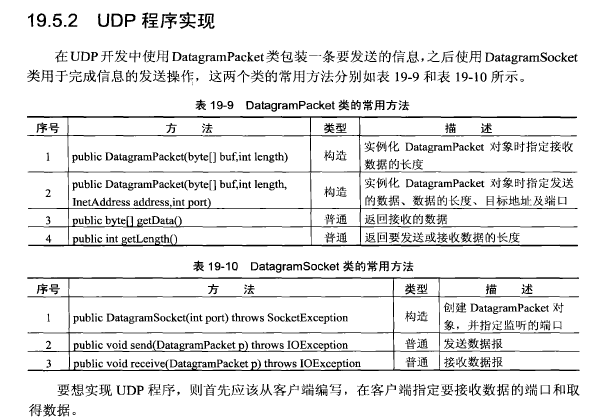 19.5.2 UDP 程序实现
在 UDP 开发中使用 DatagramPacket 类包装一条要发送的信息，之后使用 DatagramSocket
类用于完成信息的发送操作，这两个类的常用方法分别如表 19-9 和表 19-10 所示。
表 19-9 DatagramPacket 类的常用方法
序号 方 法 类型 描 述
1 public DatagramPacket(byte[] buf,int length) 构造 实例化 DatagramPacket 对象时指定接收
数据的长度
2 public DatagramPacket(byte[] buf,int length, 构造 实例化 DatagramPacket 对象时指定发送
InetAddress address,int port) 的数据、数据的长度、目标地址及端口
3 public byte[] getData() 普通 返回接收的数据
4 public int getLength() 普通 返回要发送或接收数据的长度
表 19-10 DatagramSocket 类的常用方法
序号 方 法 类型 描 述
1 public DatagramSocket(int port) throws SocketException 构造 创建 DatagramPacket 对
象，并指定监听的端口
2 public void send(DatagramPacket p) throws IOException 普通 发送数据报
3 public void receive(DatagramPacket p) throws IOException 普通 接收数据报
要想实现 UDP 程序，则首先应该从客户端编写，在客户端指定要接收数据的端口和取
得数据。